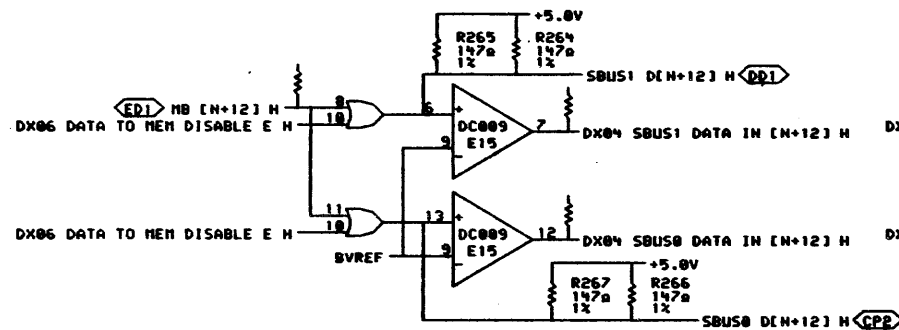 +5.0V
R265 R264
147Ω 147Ω
1% 1%
SBUS1 D[N+12] H DD1
ED1 MB [N+12] H 8
6 +
DX06 DATA TO MEM DISABLE E H 10
DC009 7 DX04 SBUS1 DATA IN [N+12] H
9 E15
-
11
13 +
DX06 DATA TO MEM DISABLE E H 10
DC009 12 DX04 SBUS0 DATA IN [N+12] H
BVREF 9 E15
-
+5.0V
R267 R266
147Ω 147Ω
1% 1%
SBUS0 D[N+12] H CP2